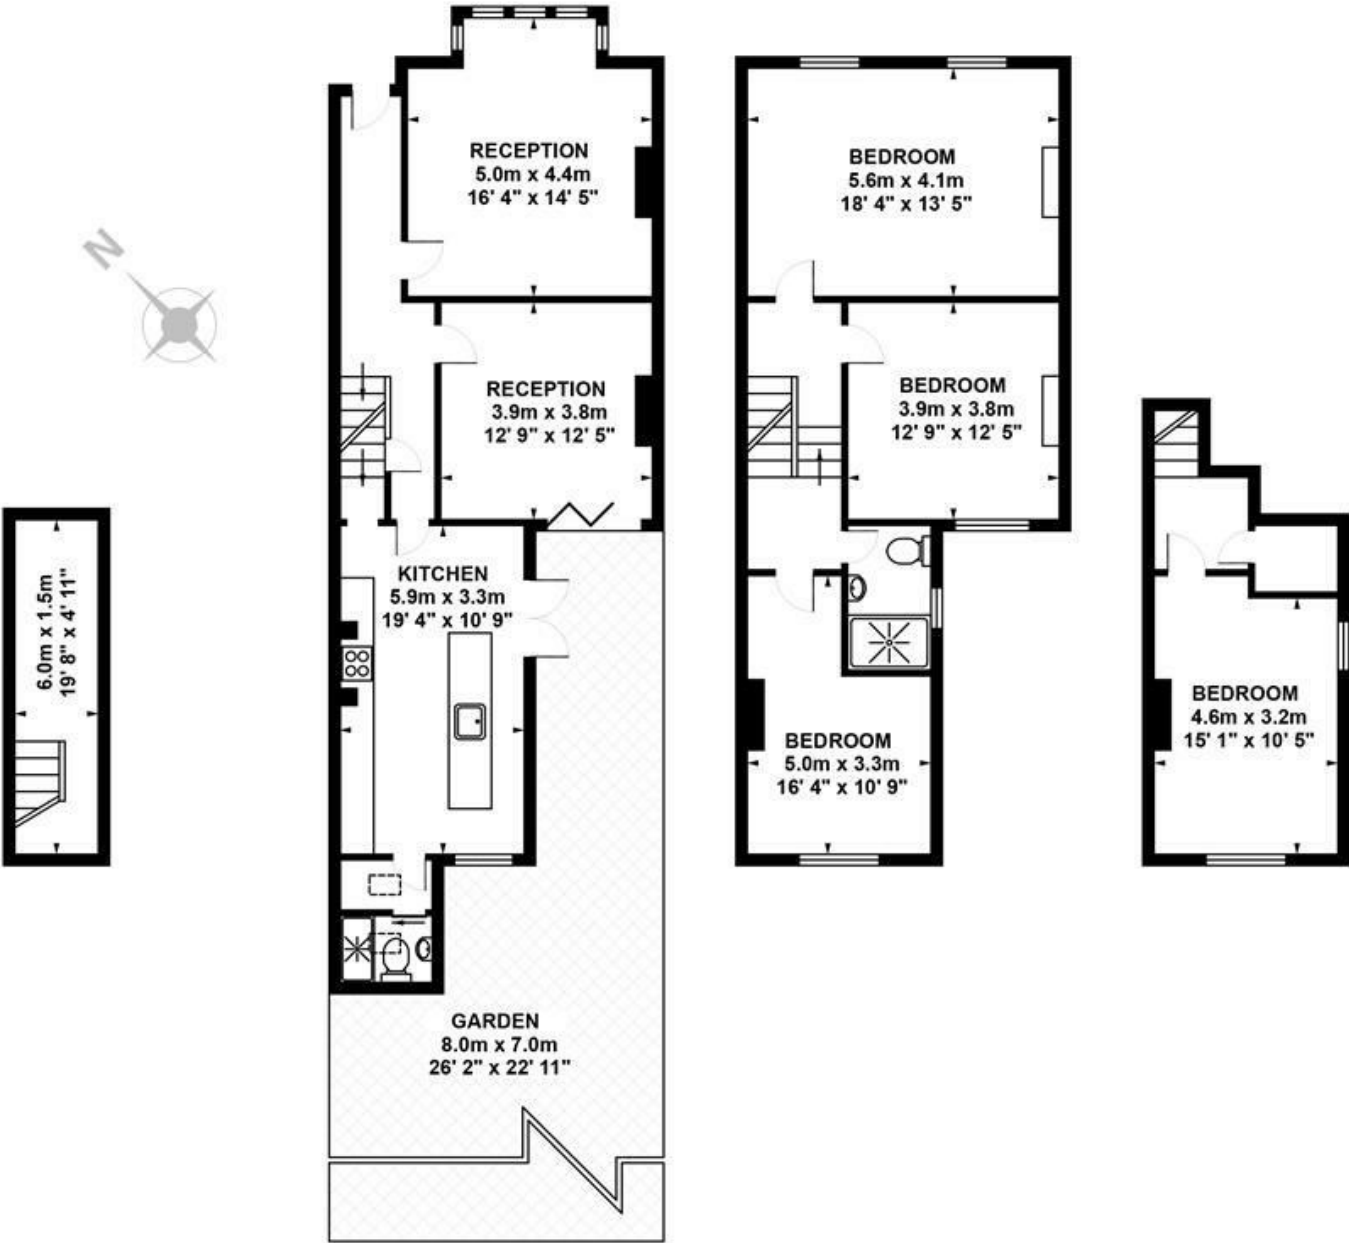 N
6.0m x 1.5m
19' 8" x 4' 11"
RECEPTION
5.0m x 4.4m
16' 4" x 14' 5"
RECEPTION
3.9m x 3.8m
12' 9" x 12' 5"
KITCHEN
5.9m x 3.3m
19' 4" x 10' 9"
GARDEN
8.0m x 7.0m
26' 2" x 22' 11"
BEDROOM
5.6m x 4.1m
18' 4" x 13' 5"
BEDROOM
3.9m x 3.8m
12' 9" x 12' 5"
BEDROOM
5.0m x 3.3m
16' 4" x 10' 9"
BEDROOM
4.6m x 3.2m
15' 1" x 10' 5"